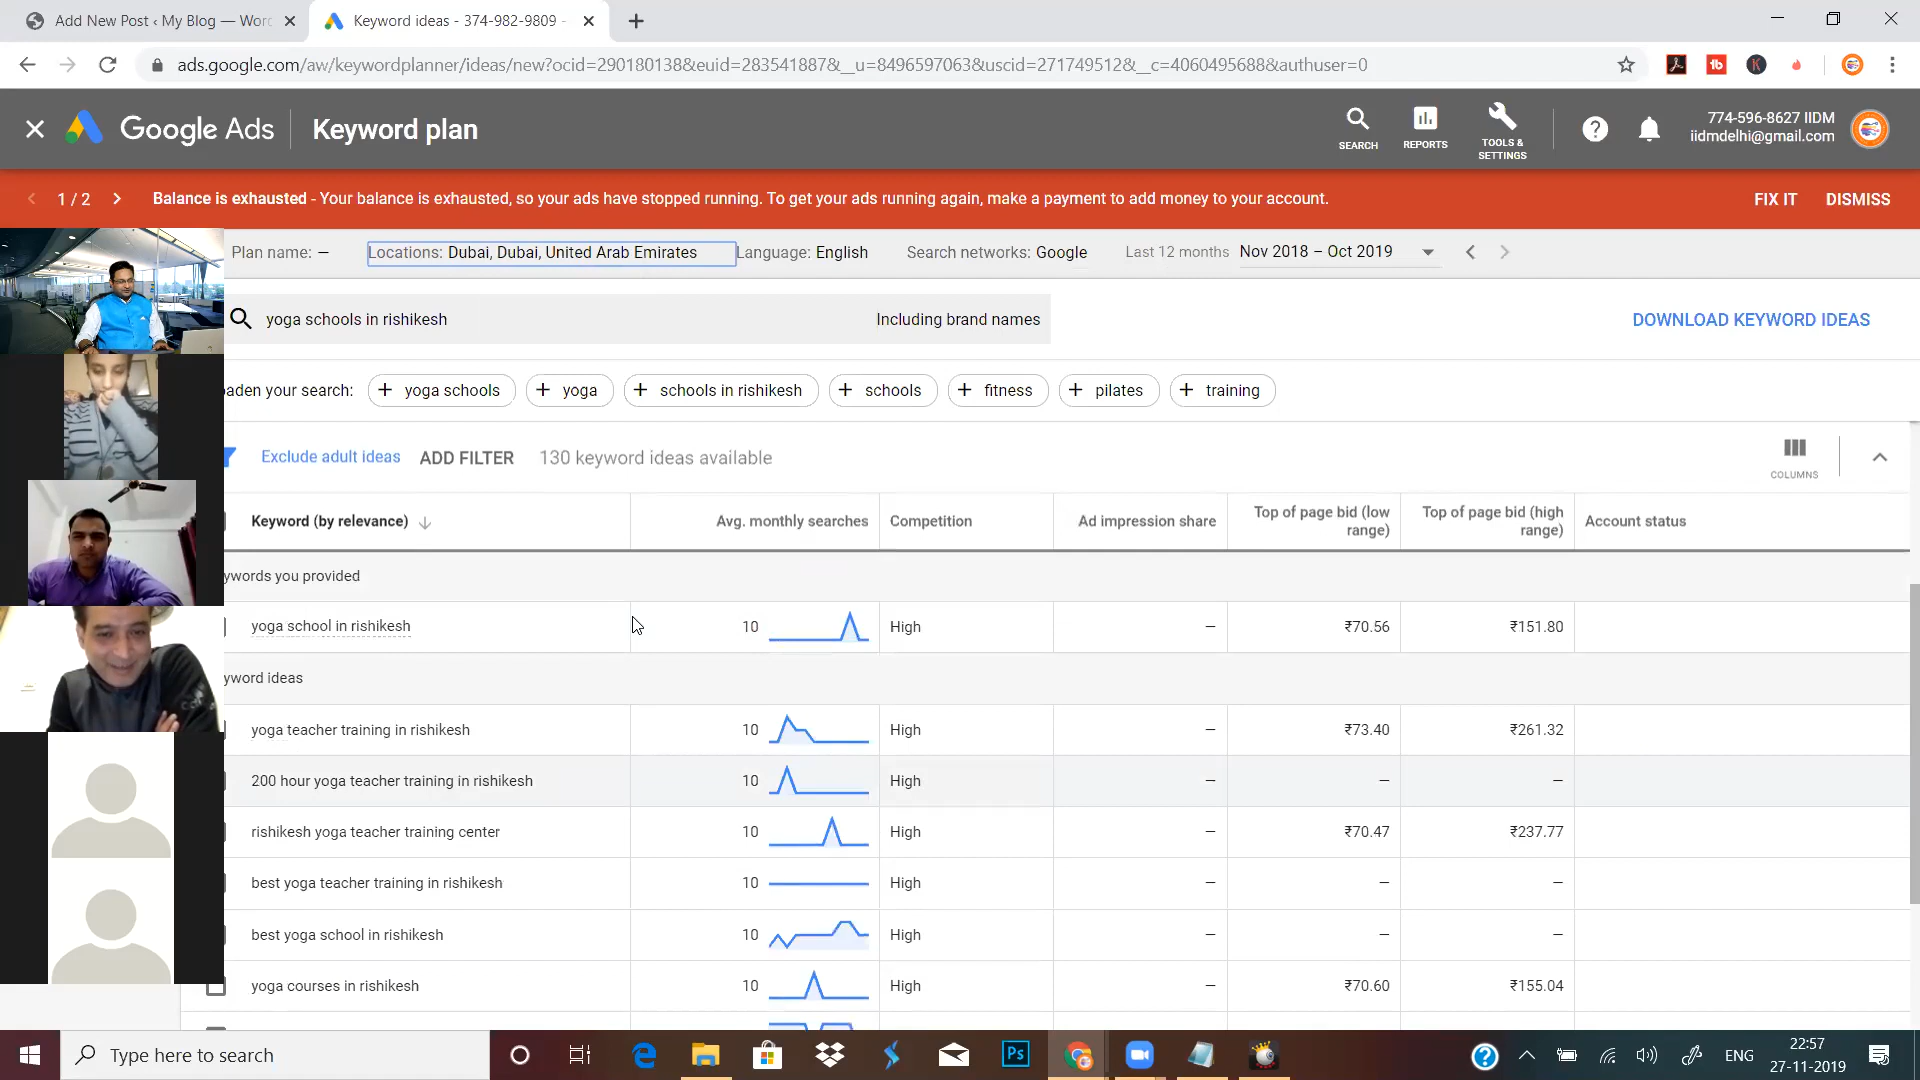 Add New Post ‹ My Blog — Word
Keyword ideas - 374-982-9809 -
ads.google.com/aw/keywordplanner/ideas/new?ocid=290180138&euid=283541887&__u=8496597063&uscid=271749512&__c=4060495688&authuser=0
Google Ads
Keyword plan
SEARCH
REPORTS
TOOLS & SETTINGS
774-596-8627 IIDM
iidmdelhi@gmail.com
1 / 2
Balance is exhausted - Your balance is exhausted, so your ads have stopped running. To get your ads running again, make a payment to add money to your account.
FIX IT
DISMISS
Plan name: —
Locations: Dubai, Dubai, United Arab Emirates
Language: English
Search networks: Google
Last 12 months
Nov 2018 – Oct 2019
yoga schools in rishikesh
Including brand names
DOWNLOAD KEYWORD IDEAS
aden your search:
+ yoga schools
+ yoga
+ schools in rishikesh
+ schools
+ fitness
+ pilates
+ training
Exclude adult ideas
ADD FILTER
130 keyword ideas available
COLUMNS
Keyword (by relevance)
Avg. monthly searches
Competition
Ad impression share
Top of page bid (low range)
Top of page bid (high range)
Account status
ywords you provided
yoga school in rishikesh 10 High — ₹70.56 ₹151.80
yword ideas
yoga teacher training in rishikesh 10 High — ₹73.40 ₹261.32
200 hour yoga teacher training in rishikesh 10 High — — —
rishikesh yoga teacher training center 10 High — ₹70.47 ₹237.77
best yoga teacher training in rishikesh 10 High — — —
best yoga school in rishikesh 10 High — — —
yoga courses in rishikesh 10 High — ₹70.60 ₹155.04
Type here to search
Ps
ENG
22:57
27-11-2019